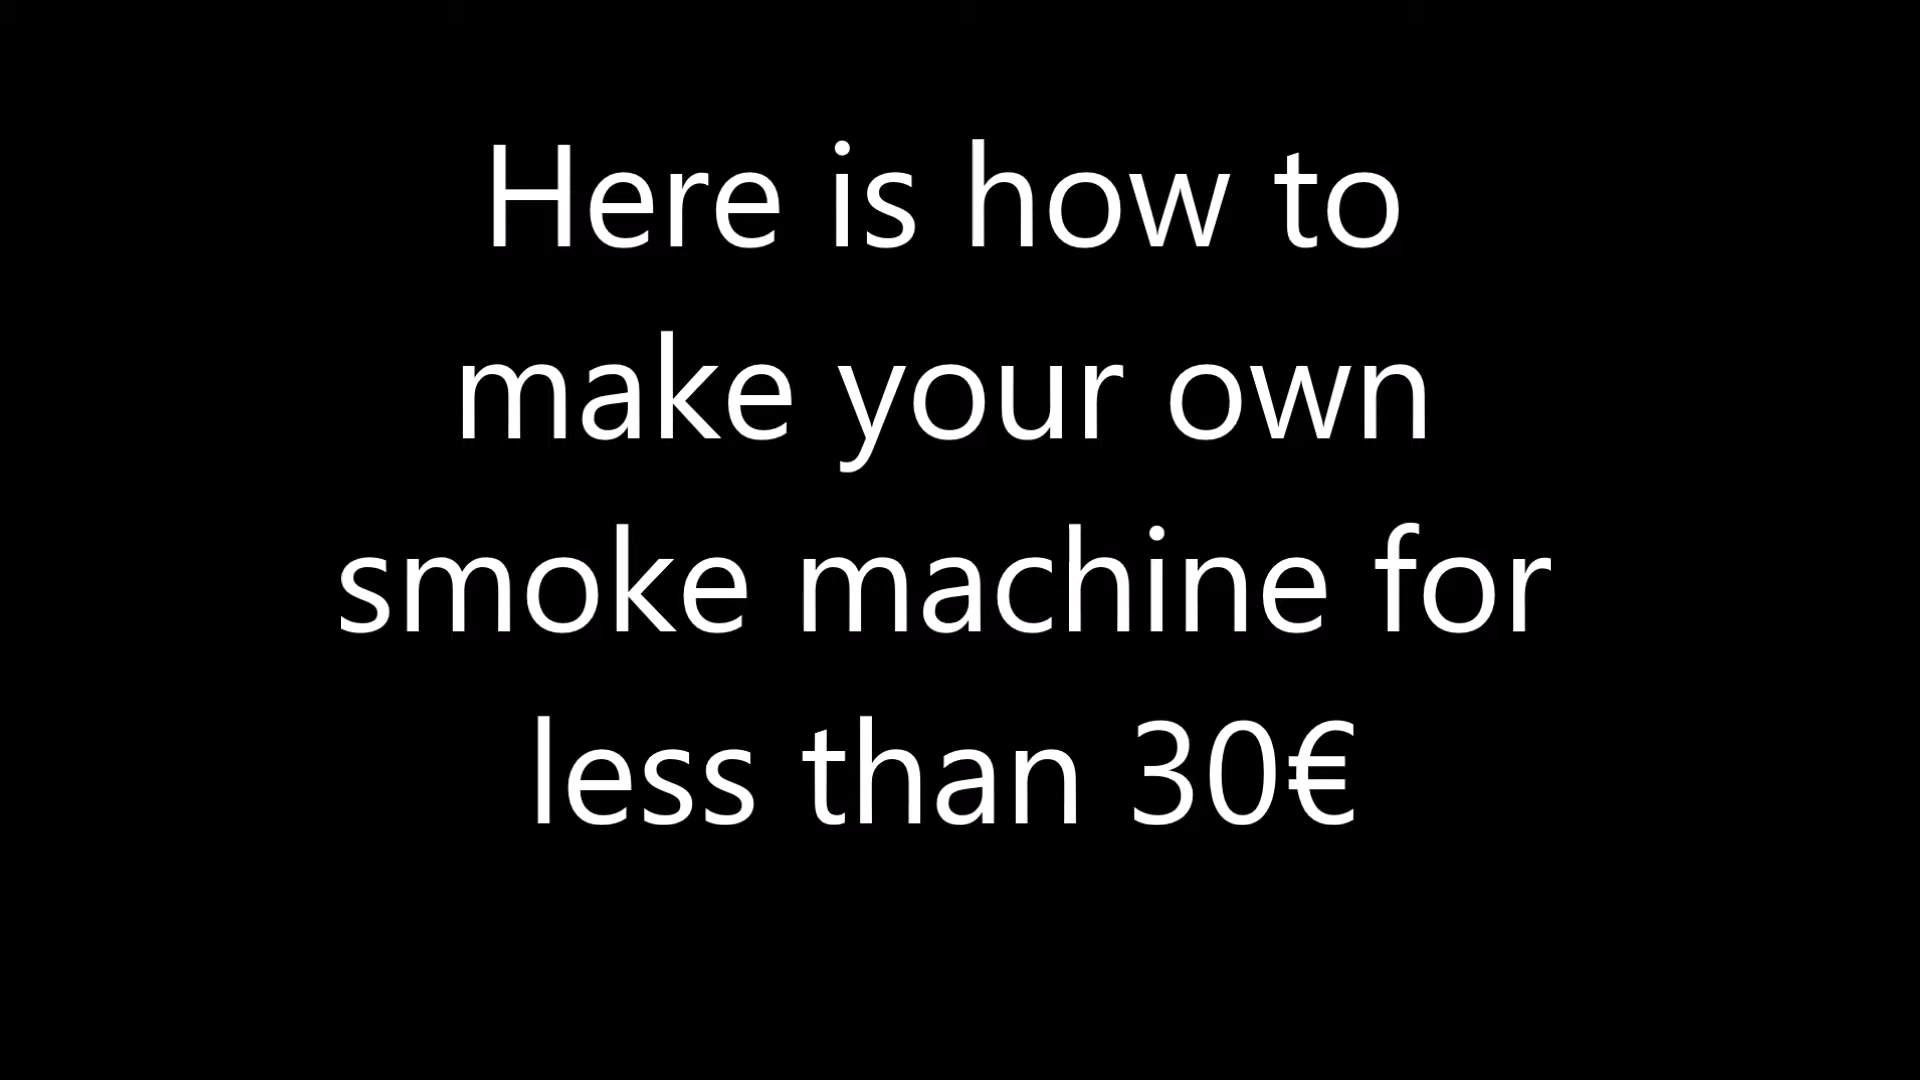 Here is how to
make your own
smoke machine for
less than 30€